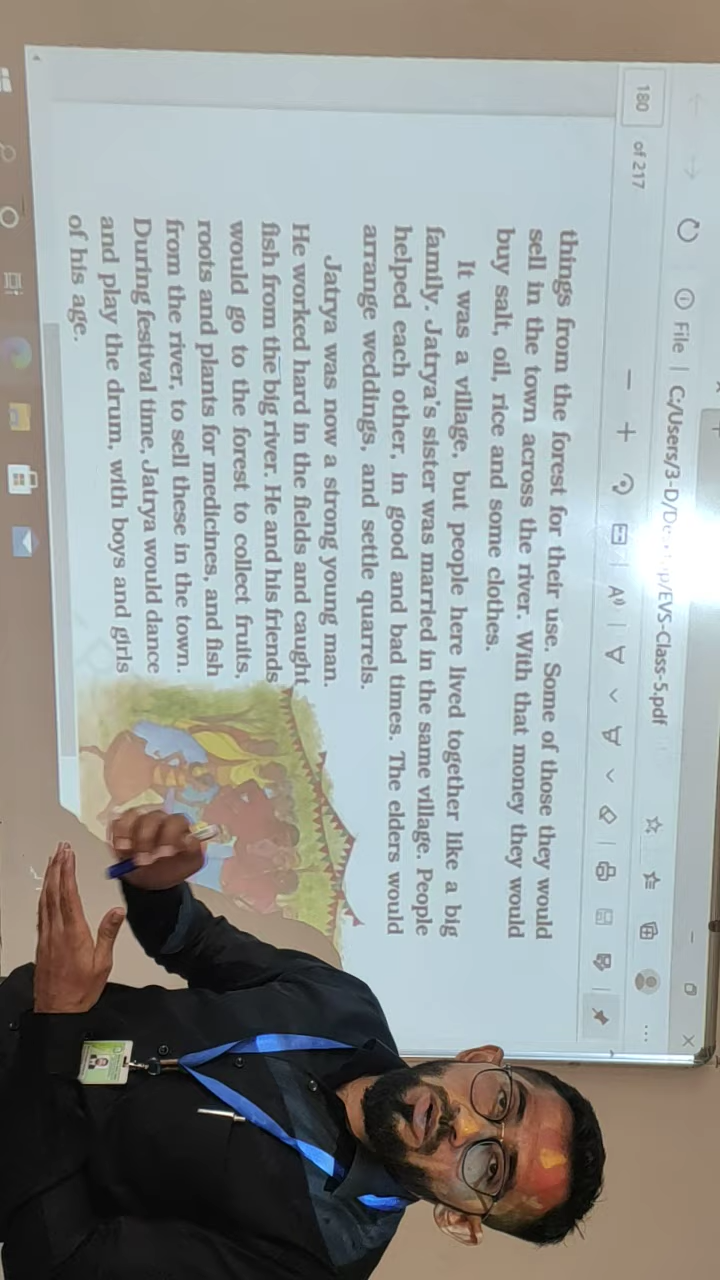 180 of 217
File | C:/Users/3-D/De
p/EVS-Class-5.pdf
things from the forest for their use. Some of those they would
sell in the town across the river. With that money they would
buy salt, oil, rice and some clothes.
It was a village, but people here lived together like a big
family. Jatrya's sister was married in the same village. People
helped each other, in good and bad times. The elders would
arrange weddings, and settle quarrels.
Jatrya was now a strong young man.
He worked hard in the fields and caught
fish from the big river. He and his friends
would go to the forest to collect fruits,
roots and plants for medicines, and fish
from the river, to sell these in the town.
During festival time, Jatrya would dance
and play the drum, with boys and girls
of his age.